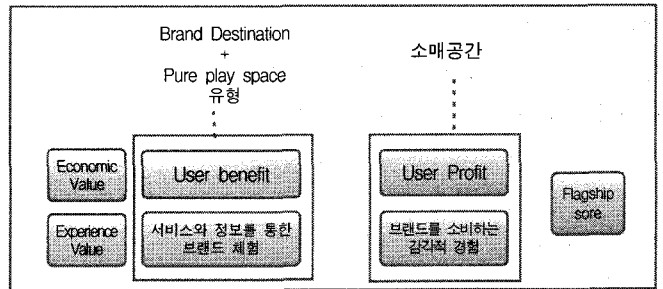 Brand Destination
+
Pure play space
유형
소매공간
Economic
Value
User benefit
User Profit
Flagship
sore
Experience
Value
서비스와 정보를 통한
브랜드 체험
브랜드를 소비하는
감각적 경험